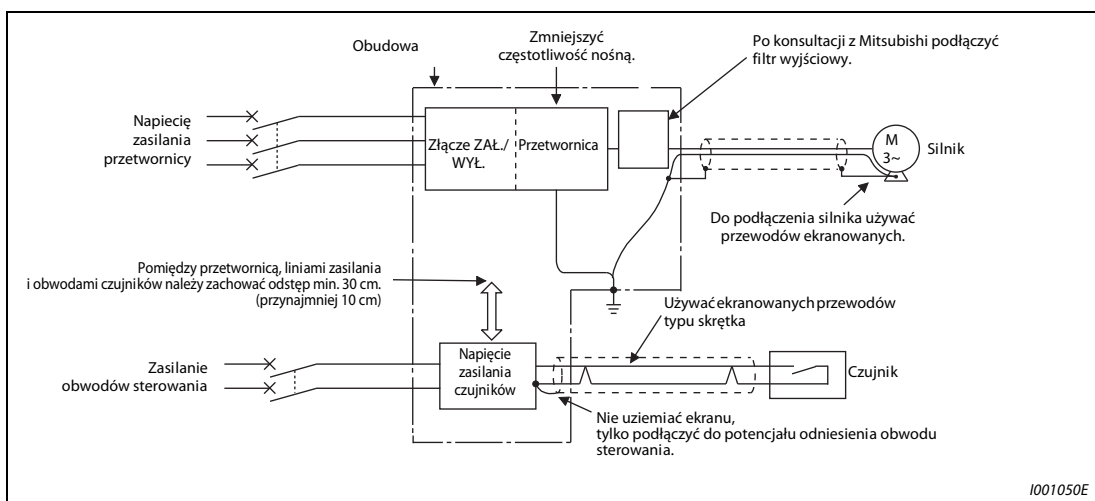 Obudowa
Zmniejszyć
częstotliwość nośną.
Po konsultacji z Mitsubishi podłączyć
filtr wyjściowy.
Napiecię
zasilania
przetwornicy
Złącze ZAŁ./
WYŁ.
Przetwornica
M
3~
Silnik
Do podłączenia silnika używać
przewodów ekranowanych.
Pomiędzy przetwornicą, liniami zasilania
i obwodami czujników należy zachować odstęp min. 30 cm.
(przynajmniej 10 cm)
Używać ekranowanych przewodów
typu skrętka
Zasilanie
obwodów sterowania
Napięcie
zasilania
czujników
Czujnik
Nie uziemiać ekranu,
tylko podłączyć do potencjału odniesienia obwodu
sterowania.
I001050E